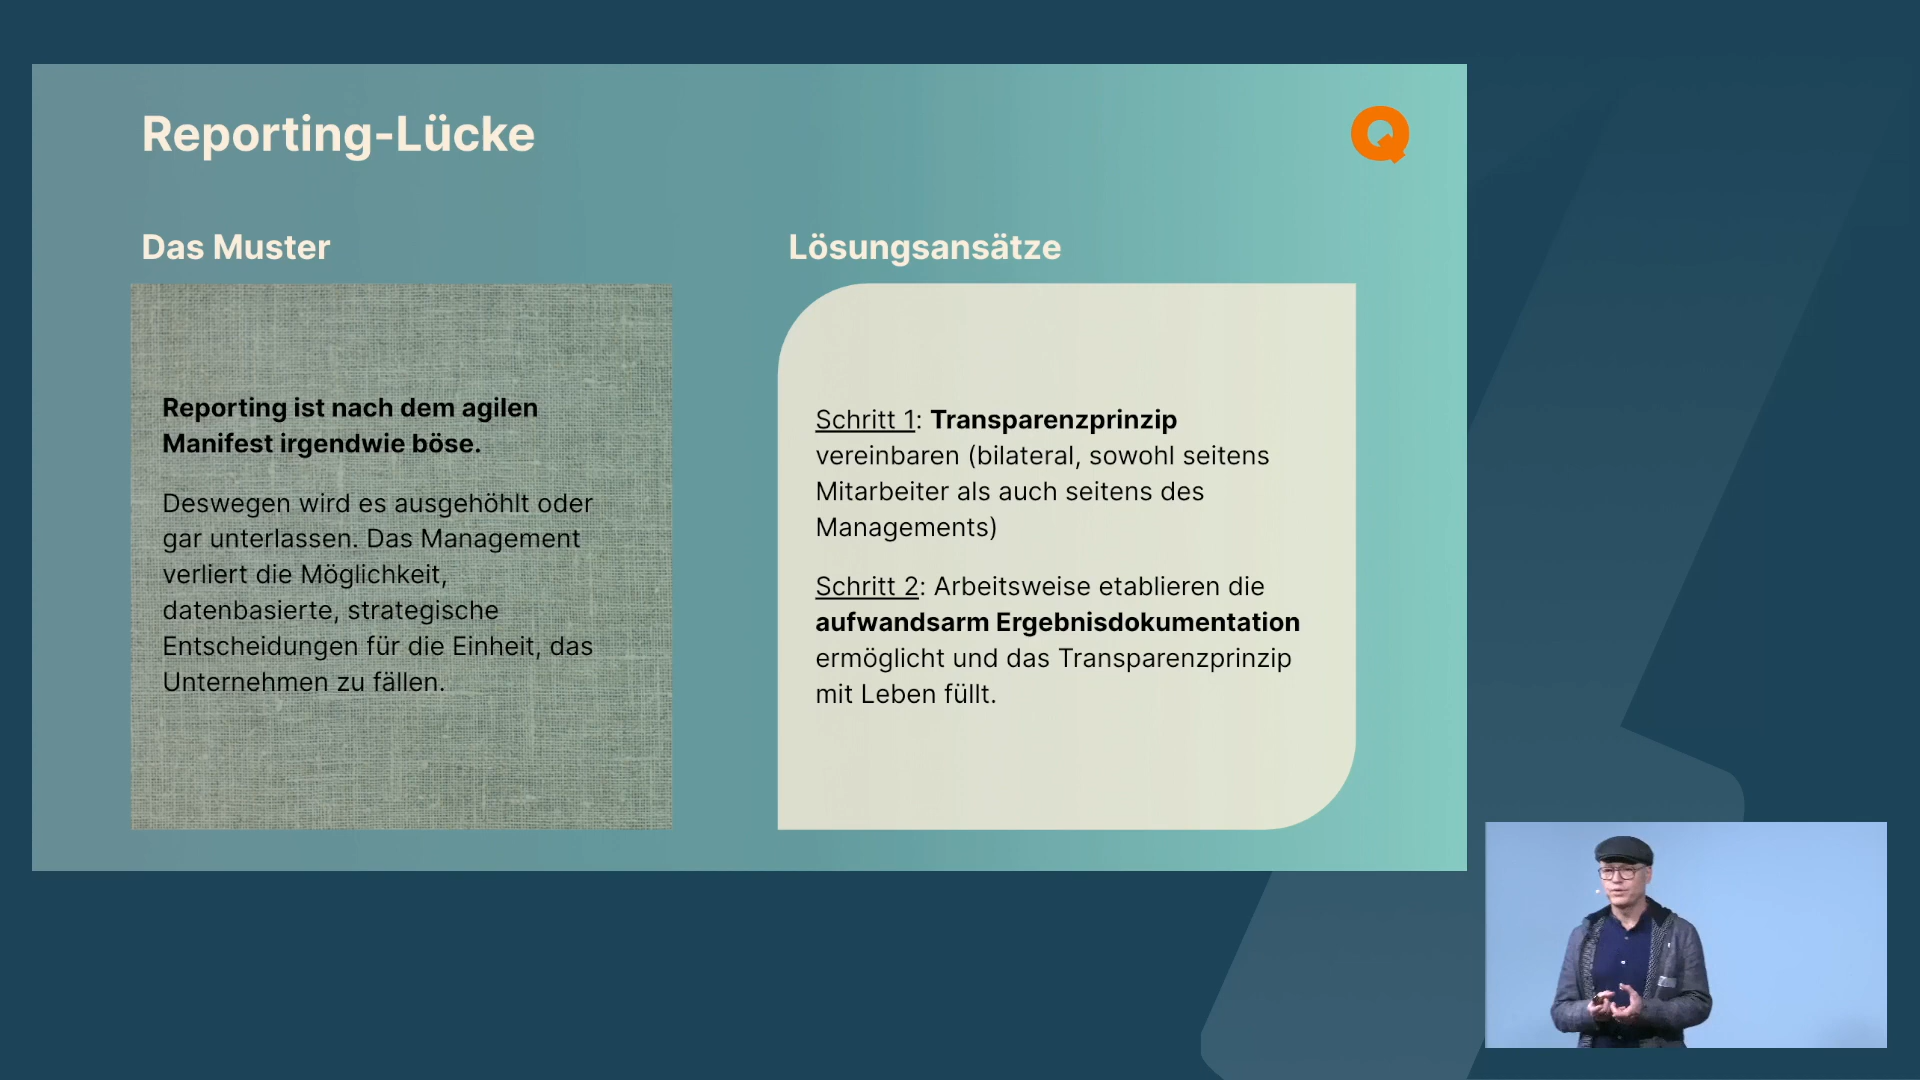 Reporting-Lücke
Q
Das Muster
Reporting ist nach dem agilen
Manifest irgendwie böse.
Deswegen wird es ausgehöhlt oder
gar unterlassen. Das Management
verliert die Möglichkeit,
datenbasierte, strategische
Entscheidungen für die Einheit, das
Unternehmen zu fällen.
Lösungsansätze
Schritt 1: Transparenzprinzip
vereinbaren (bilateral, sowohl seitens
Mitarbeiter als auch seitens des
Managements)
Schritt 2: Arbeitsweise etablieren die
aufwandsarm Ergebnisdokumentation
ermöglicht und das Transparenzprinzip
mit Leben füllt.